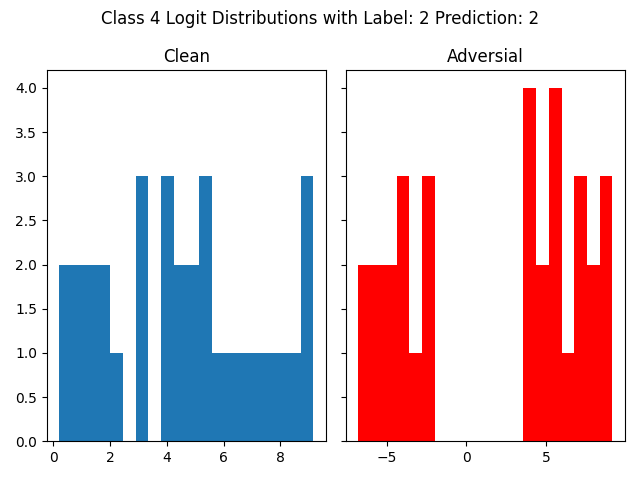 Class 4 Logit Distributions with Label: 2 Prediction: 2
Clean
Adversial
4.0
3.5
3.0
2.5
2.0
1.5
1.0
0.5
0.0
0 2 4 6 8
−5 0 5